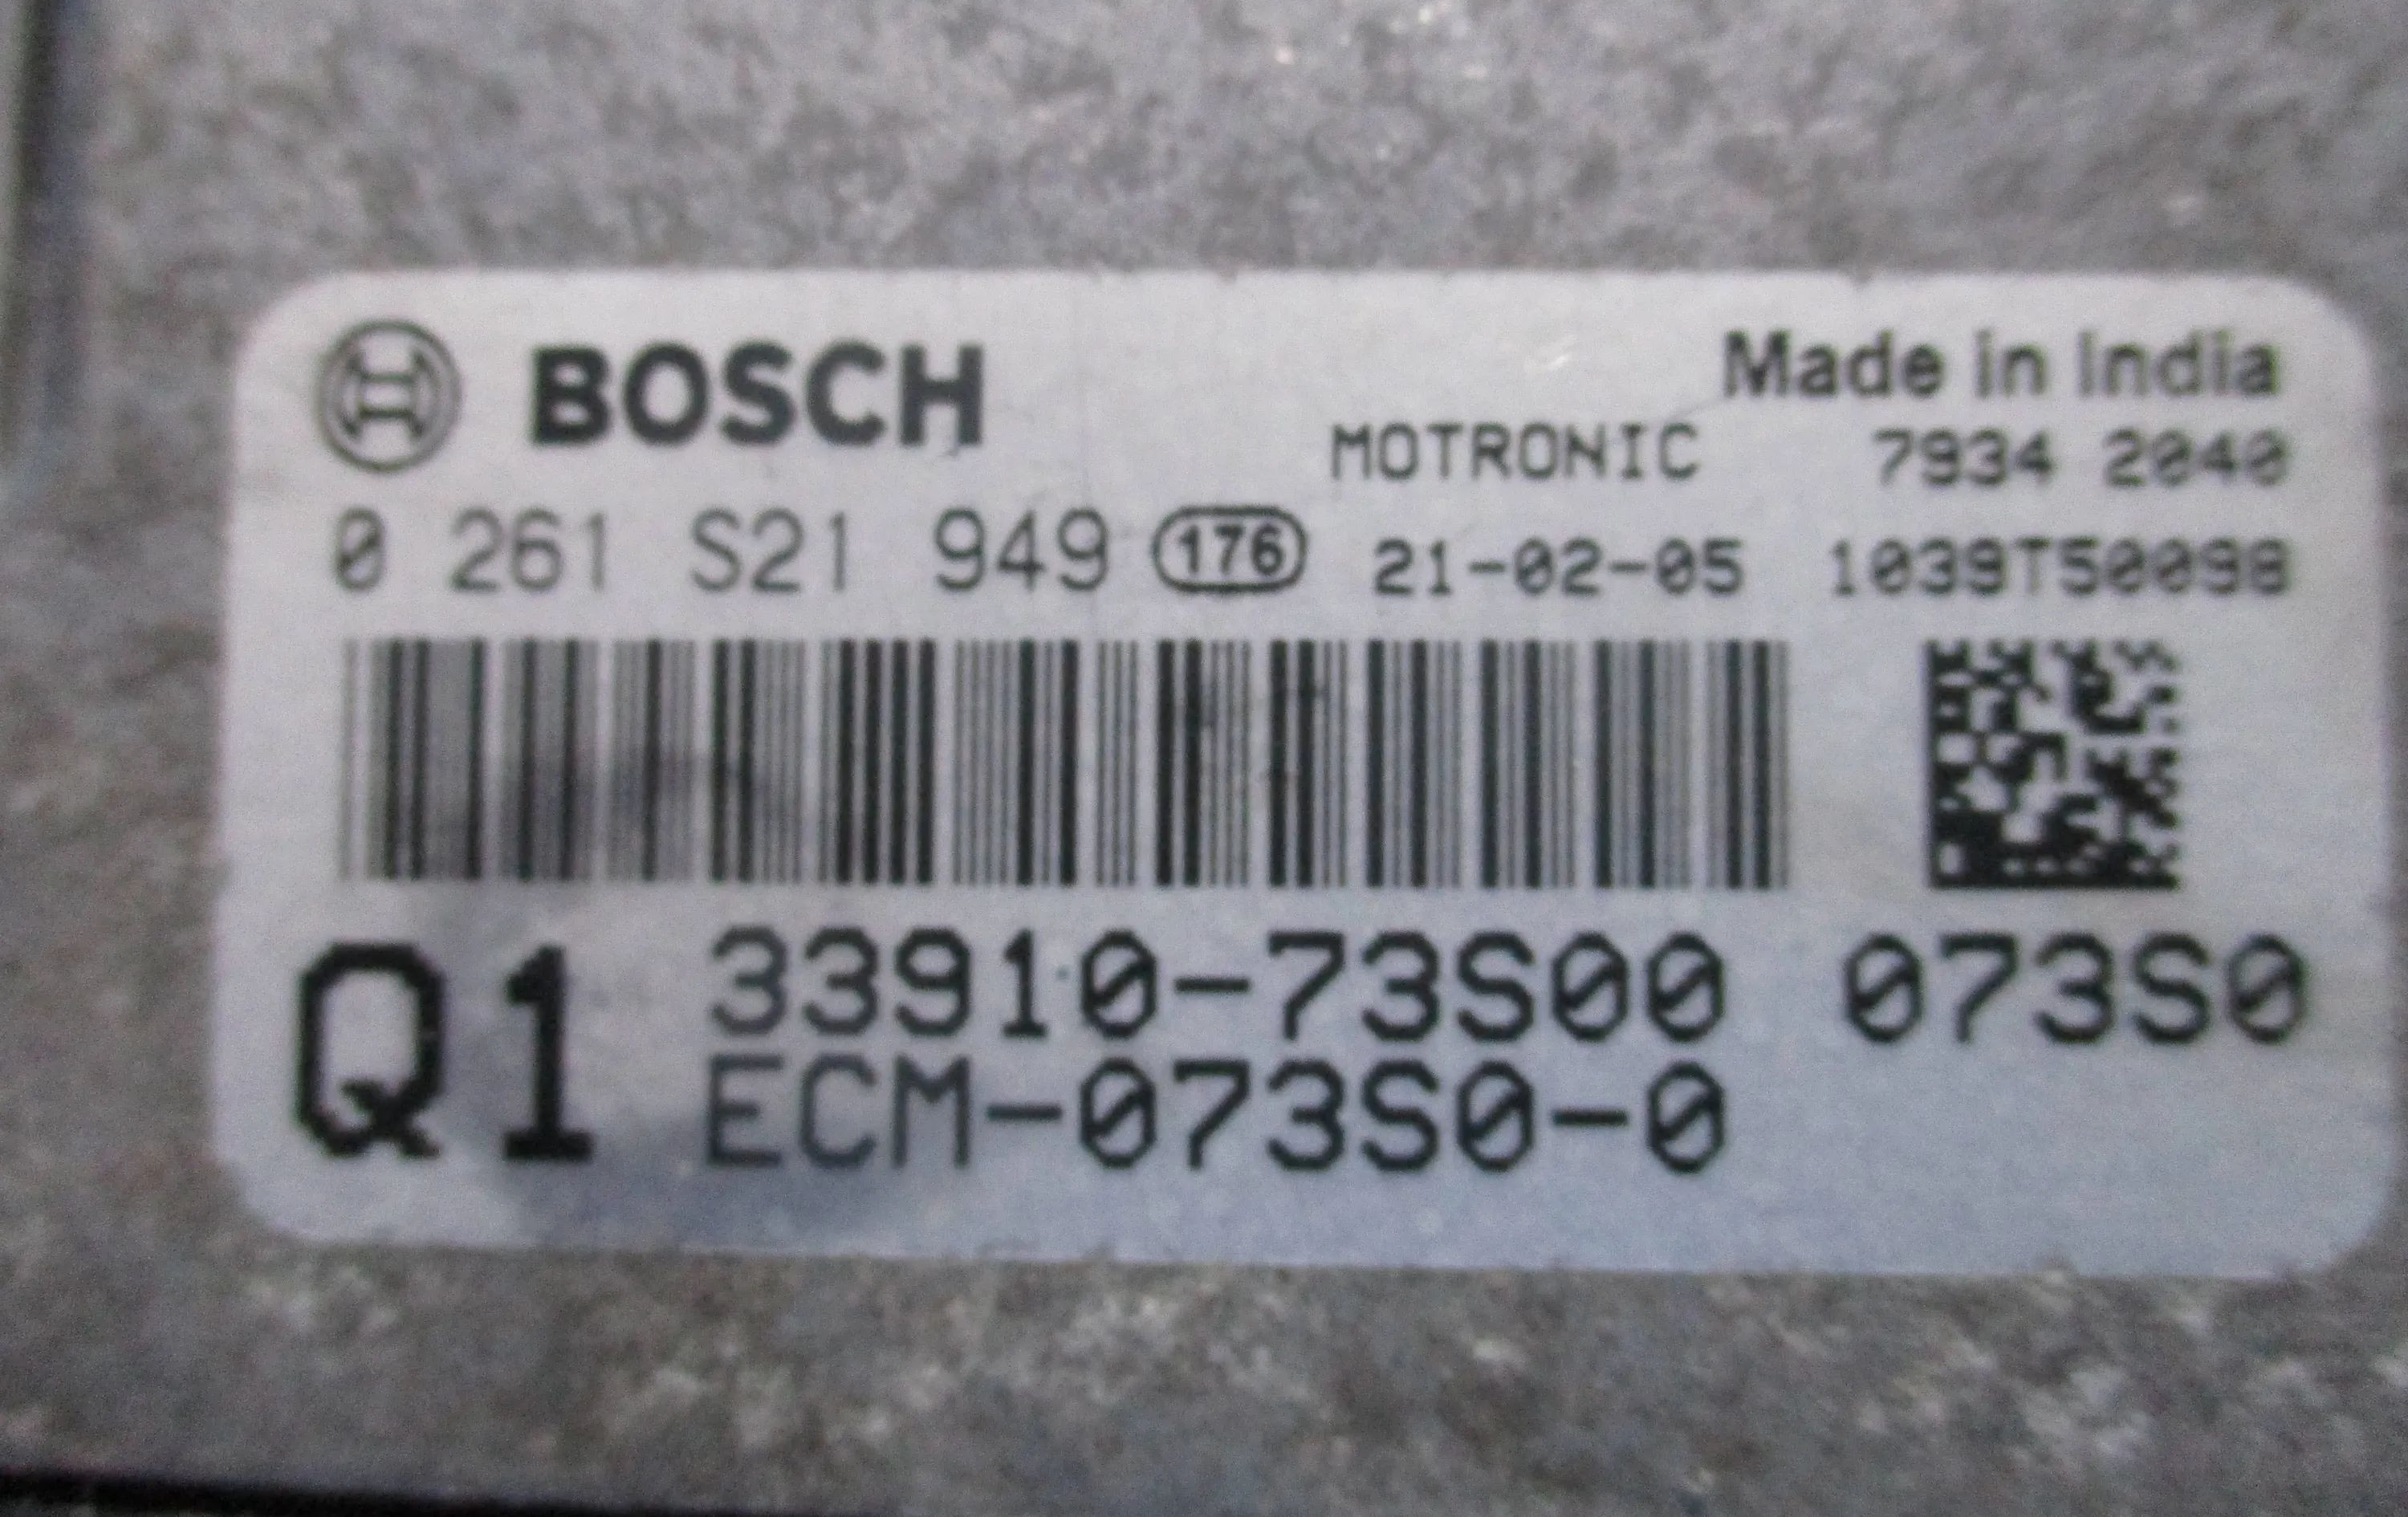 BOSCH
Made in India
MOTRONIC 7934 2040
0 261 S21 949 176 21-02-05 1039T50098
Q1 33910-73S00 073S0
ECM-073S0-0